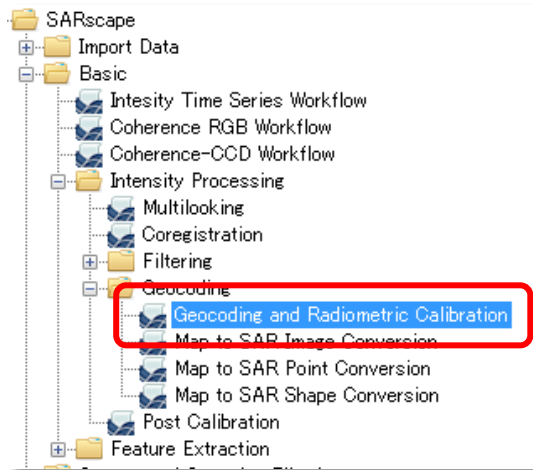 SARscape
Import Data
Basic
Intesity Time Series Workflow
Coherence RGB Workflow
Coherence-CCD Workflow
Intensity Processing
Multilooking
Coregistration
Filtering
Geocoding
Geocoding and Radiometric Calibration
Map to SAR Image Conversion
Map to SAR Point Conversion
Map to SAR Shape Conversion
Post Calibration
Feature Extraction